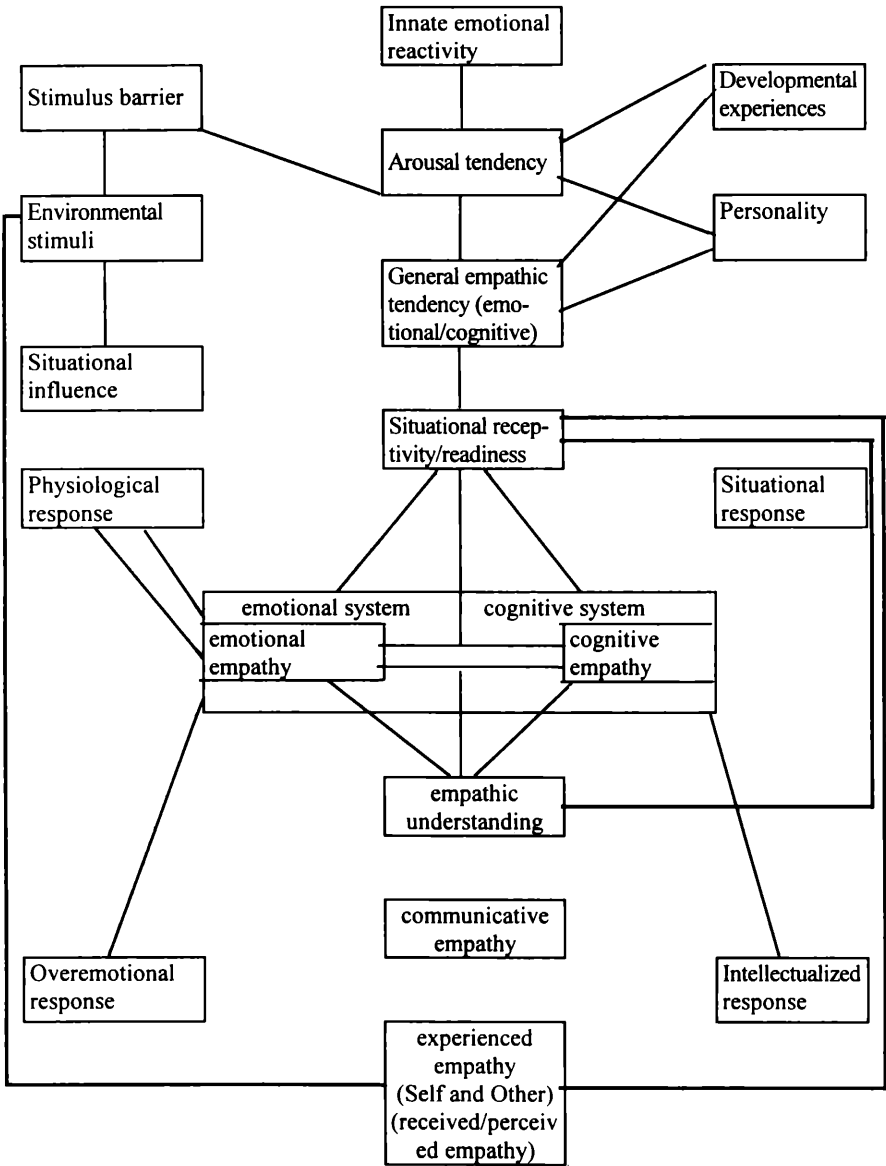 Innate emotional
reactivity
Stimulus barrier
Developmental
experiences
Arousal tendency
Environmental
stimuli
Personality
General empathic
tendency (emo-
tional/cognitive)
Situational
influence
Situational recep-
tivity/readiness
Physiological
response
Situational
response
emotional system
cognitive system
emotional
empathy
cognitive
empathy
empathic
understanding
communicative
empathy
Overemotional
response
Intellectualized
response
experienced
empathy
(Self and Other)
(received/perceiv
ed empathy)